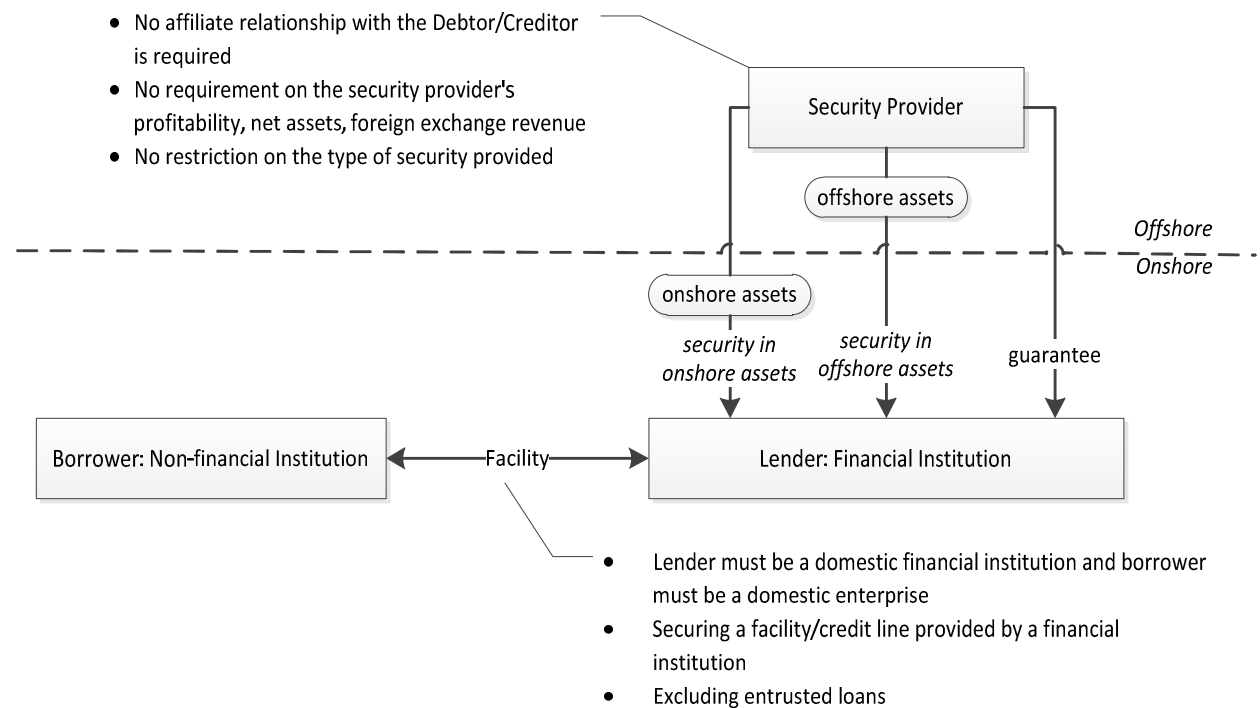 • No affiliate relationship with the Debtor/Creditor
is required
• No requirement on the security provider's
profitability, net assets, foreign exchange revenue
• No restriction on the type of security provided
Security Provider
offshore assets
Offshore
Onshore
onshore assets
security in
onshore assets
security in
offshore assets
guarantee
Borrower: Non-financial Institution
Facility
Lender: Financial Institution
• Lender must be a domestic financial institution and borrower
must be a domestic enterprise
• Securing a facility/credit line provided by a financial
institution
• Excluding entrusted loans